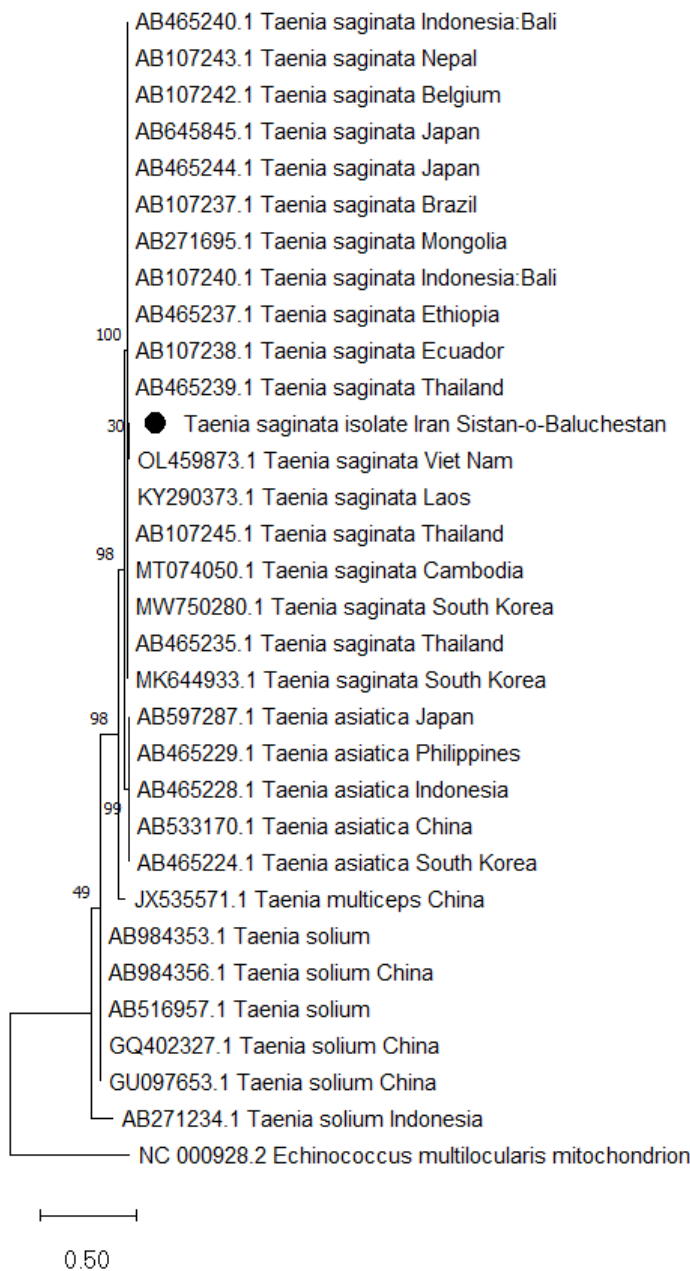 AB465240.1 Taenia saginata Indonesia:Bali
AB107243.1 Taenia saginata Nepal
AB107242.1 Taenia saginata Belgium
AB645845.1 Taenia saginata Japan
AB465244.1 Taenia saginata Japan
AB107237.1 Taenia saginata Brazil
AB271695.1 Taenia saginata Mongolia
AB107240.1 Taenia saginata Indonesia:Bali
AB465237.1 Taenia saginata Ethiopia
100
AB107238.1 Taenia saginata Ecuador
AB465239.1 Taenia saginata Thailand
30
Taenia saginata isolate Iran Sistan-o-Baluchestan
OL459873.1 Taenia saginata Viet Nam
KY290373.1 Taenia saginata Laos
AB107245.1 Taenia saginata Thailand
98
MT074050.1 Taenia saginata Cambodia
MW750280.1 Taenia saginata South Korea
AB465235.1 Taenia saginata Thailand
MK644933.1 Taenia saginata South Korea
98
AB597287.1 Taenia asiatica Japan
AB465229.1 Taenia asiatica Philippines
AB465228.1 Taenia asiatica Indonesia
99
AB533170.1 Taenia asiatica China
AB465224.1 Taenia asiatica South Korea
49
JX535571.1 Taenia multiceps China
AB984353.1 Taenia solium
AB984356.1 Taenia solium China
AB516957.1 Taenia solium
GQ402327.1 Taenia solium China
GU097653.1 Taenia solium China
AB271234.1 Taenia solium Indonesia
NC 000928.2 Echinococcus multilocularis mitochondrion
0.50